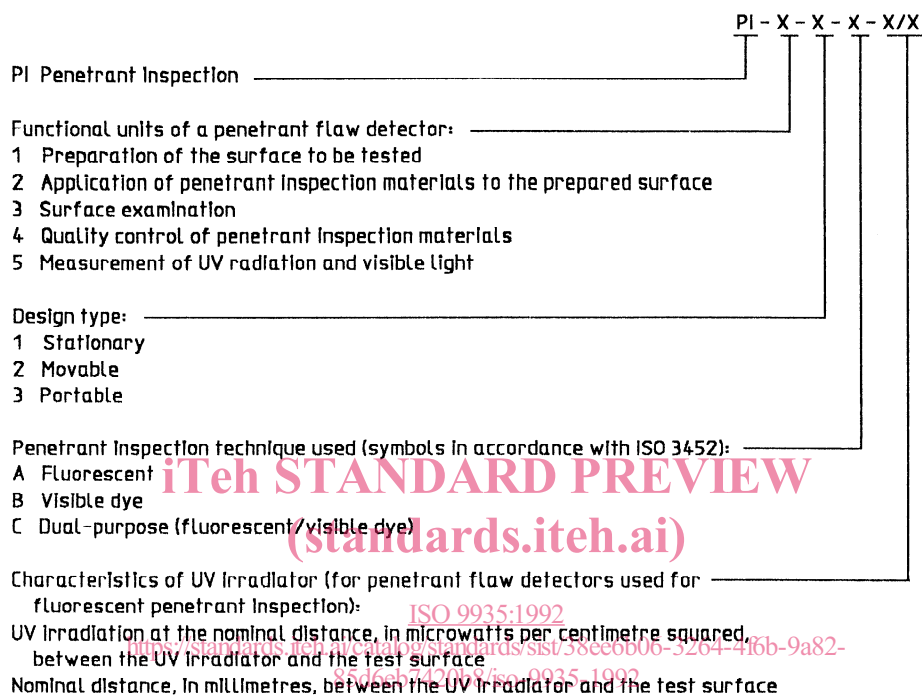 PI - X - X - X - X/X
PI Penetrant Inspection
Functional units of a penetrant flaw detector:
1 Preparation of the surface to be tested
2 Application of penetrant inspection materials to the prepared surface
3 Surface examination
4 Quality control of penetrant inspection materials
5 Measurement of UV radiation and visible light
Design type:
1 Stationary
2 Movable
3 Portable
Penetrant inspection technique used (symbols in accordance with ISO 3452):
A Fluorescent
iTeh STANDARD PREVIEW
B Visible dye
C Dual-purpose (fluorescent/visible dye)
(standards.iteh.ai)
Characteristics of UV irradiator (for penetrant flaw detectors used for
fluorescent penetrant inspection):
ISO 9935:1992
UV irradiation at the nominal distance, in microwatts per centimetre squared,
https://standards.iteh.ai/catalog/standards/sist/38ee6b06-3264-4f6b-9a82-
between the UV irradiator and the test surface
85d6eb7420b8/iso-9935-1992
Nominal distance, in millimetres, between the UV irradiator and the test surface